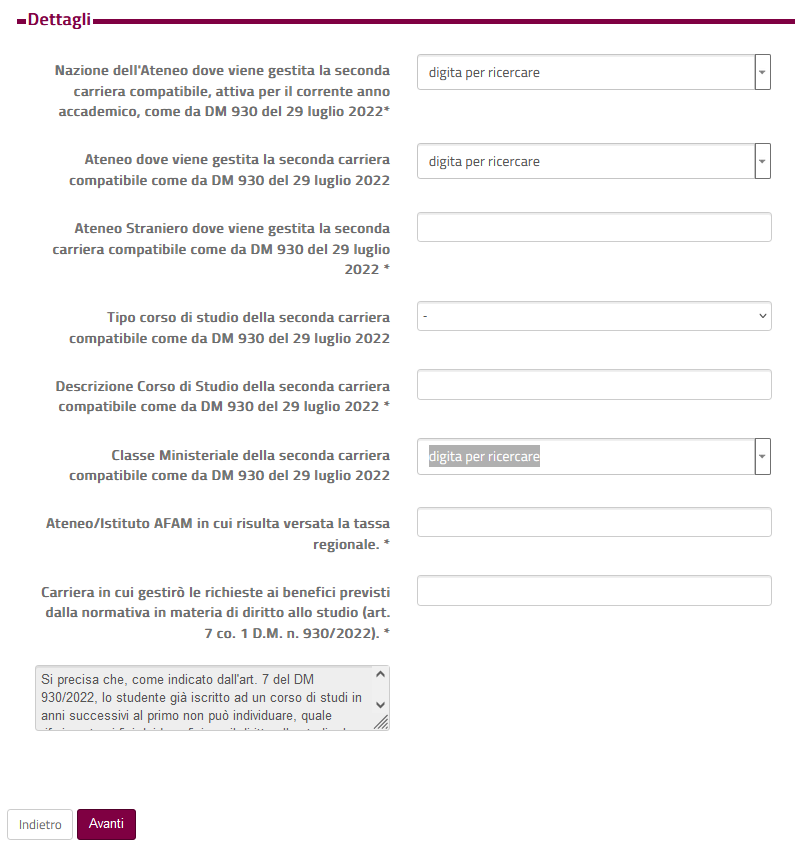 Dettagli
Nazione dell'Ateneo dove viene gestita la seconda
carriera compatibile, attiva per il corrente anno
accademico, come da DM 930 del 29 luglio 2022*
digita per ricercare
Ateneo dove viene gestita la seconda carriera
compatibile come da DM 930 del 29 luglio 2022
digita per ricercare
Ateneo Straniero dove viene gestita la seconda
carriera compatibile come da DM 930 del 29 luglio
2022 *
Tipo corso di studio della seconda carriera
compatibile come da DM 930 del 29 luglio 2022
-
Descrizione Corso di Studio della seconda carriera
compatibile come da DM 930 del 29 luglio 2022 *
Classe Ministeriale della seconda carriera
compatibile come da DM 930 del 29 luglio 2022
digita per ricercare
Ateneo/Istituto AFAM in cui risulta versata la tassa
regionale. *
Carriera in cui gestirò le richieste ai benefici previsti
dalla normativa in materia di diritto allo studio (art.
7 co. 1 D.M. n. 930/2022). *
Si precisa che, come indicato dall'art. 7 del DM
930/2022, lo studente già iscritto ad un corso di studi in
anni successivi al primo non può individuare, quale
Indietro
Avanti